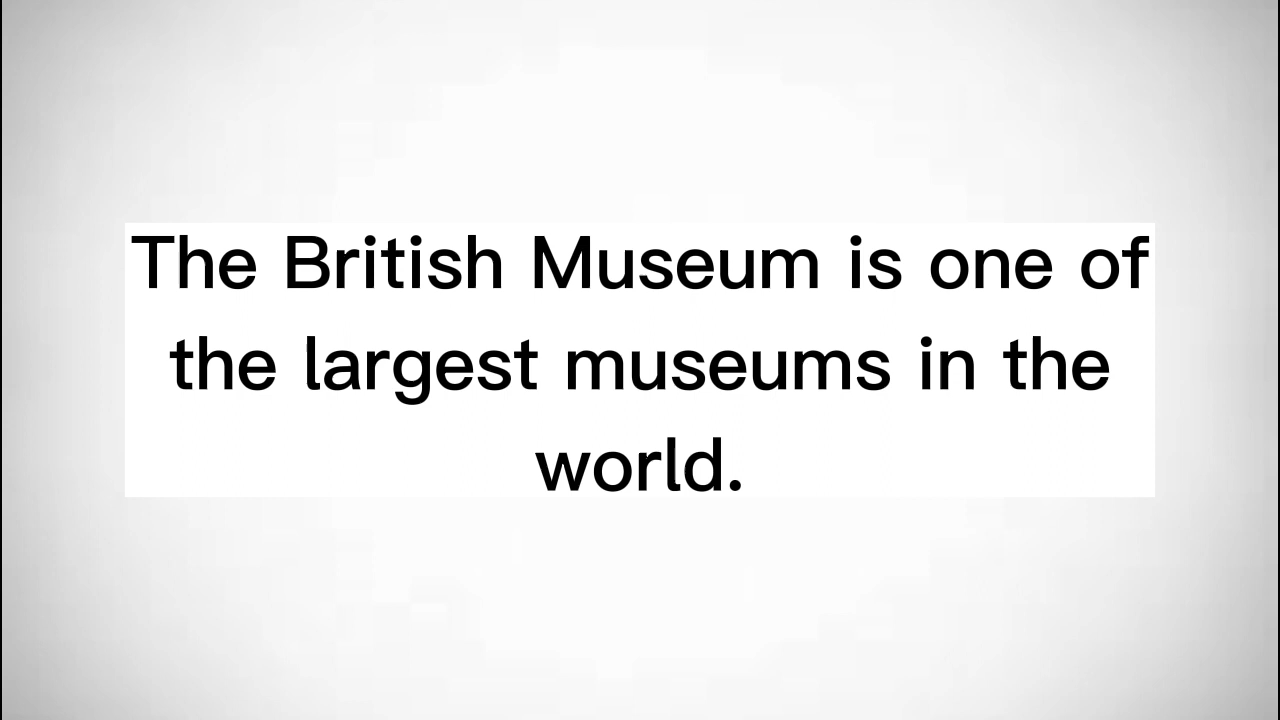 The British Museum is one of
the largest museums in the
world.